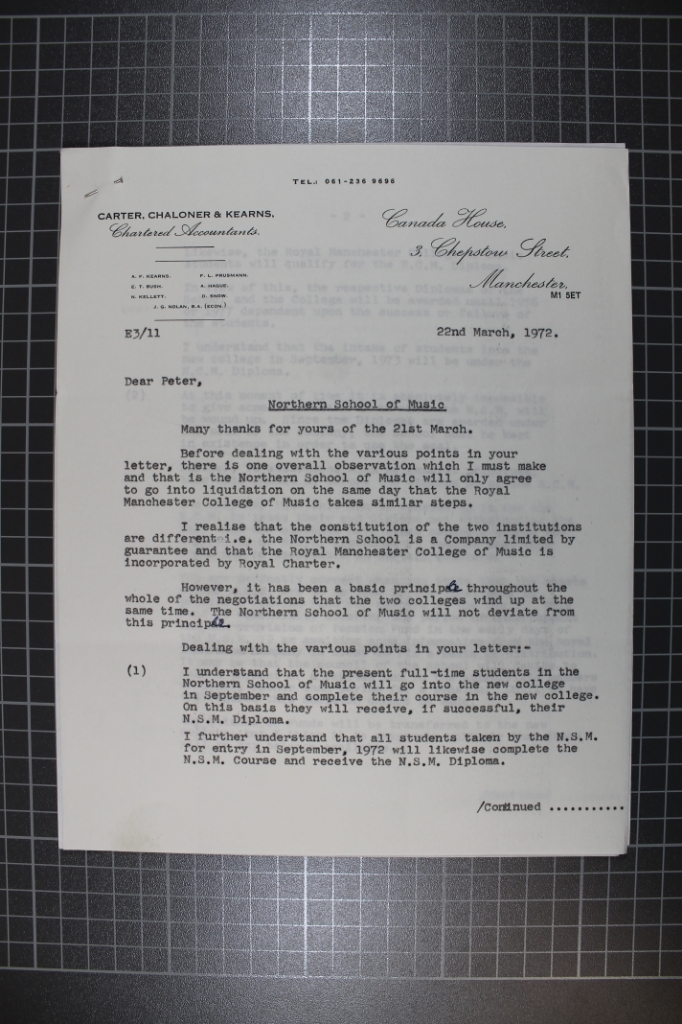 TEL.: 061-236 9696
CARTER, CHALONER & KEARNS,
Chartered Accountants.
A. P. KEARNS.
F. L. PRUSMANN.
C. T. BUSH.
A. HAGUE.
N. KELLETT.
D. SNOW.
J. G. NOLAN, B.A. (ECON.)
Canada House,
3, Chepstow Street,
Manchester,
M1 5ET
E3/11
22nd March, 1972.
Dear Peter,
Northern School of Music
Many thanks for yours of the 21st March.
Before dealing with the various points in your
letter, there is one overall observation which I must make
and that is the Northern School of Music will only agree
to go into liquidation on the same day that the Royal
Manchester College of Music takes similar steps.
I realise that the constitution of the two institutions
are different i.e. the Northern School is a Company limited by
guarantee and that the Royal Manchester College of Music is
incorporated by Royal Charter.
However, it has been a basic principle throughout the
whole of the negotiations that the two colleges wind up at the
same time. The Northern School of Music will not deviate from
this principle.
Dealing with the various points in your letter:-
(1) I understand that the present full-time students in the
Northern School of Music will go into the new college
in September and complete their course in the new college.
On this basis they will receive, if successful, their
N.S.M. Diploma.
I further understand that all students taken by the N.S.M.
for entry in September, 1972 will likewise complete the
N.S.M. Course and receive the N.S.M. Diploma.
/Continued ...........